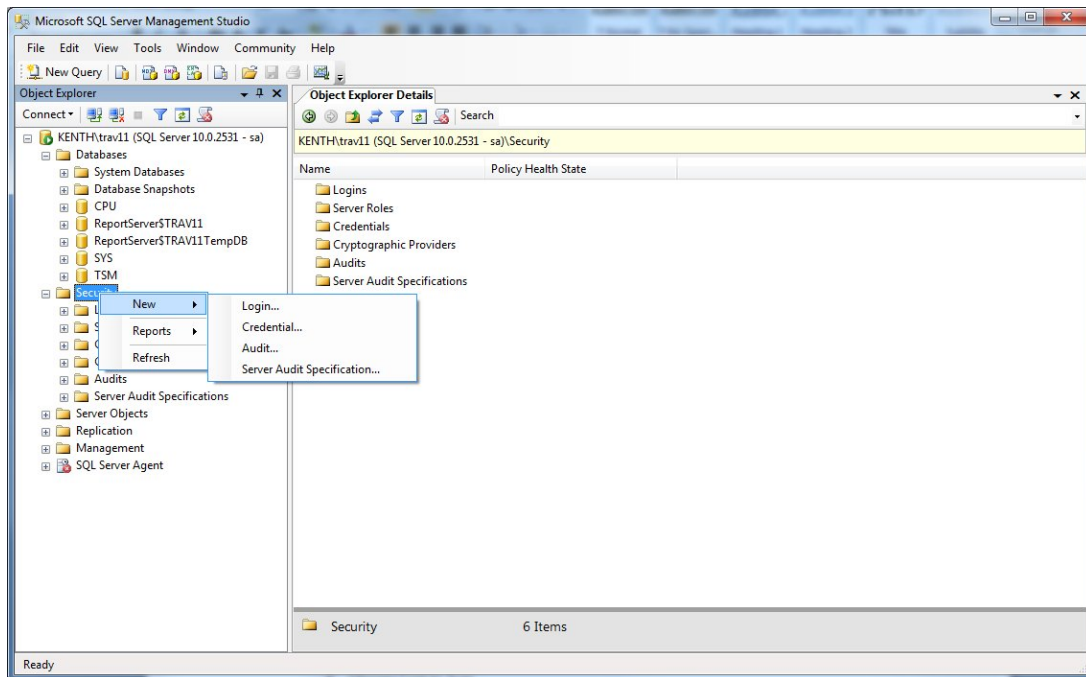 Microsoft SQL Server Management Studio
File Edit View Tools Window Community Help
New Query
Object Explorer
Connect
KENTH\trav11 (SQL Server 10.0.2531 - sa)
Databases
System Databases
Database Snapshots
CPU
ReportServer$TRAV11
ReportServer$TRAV11TempDB
SYS
TSM
Security
L
S
C
C
Audits
Server Audit Specifications
Server Objects
Replication
Management
SQL Server Agent
New
Reports
Refresh
Login...
Credential...
Audit...
Server Audit Specification...
Object Explorer Details
Search
KENTH\trav11 (SQL Server 10.0.2531 - sa)\Security
Name Policy Health State
Logins
Server Roles
Credentials
Cryptographic Providers
Audits
Server Audit Specifications
Security 6 Items
Ready